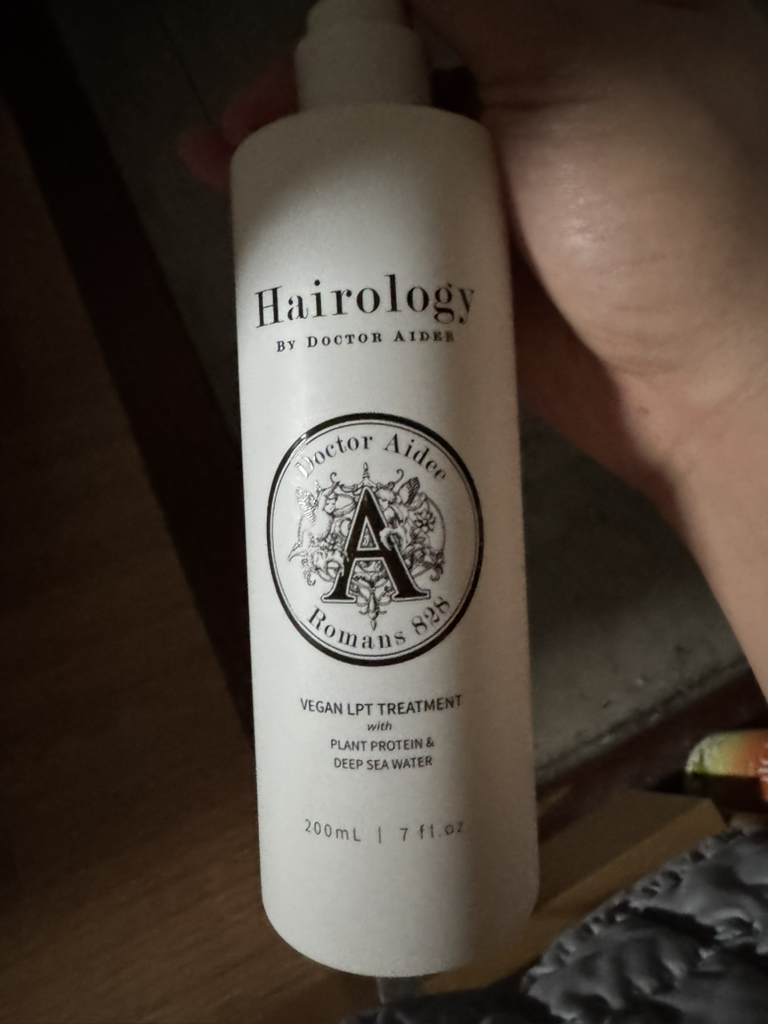 Hairology
BY DOCTOR AIDEE
Doctor Aidee
A
Romans 828
VEGAN LPT TREATMENT
with
PLANT PROTEIN &
DEEP SEA WATER
200mL | 7 fl.oz